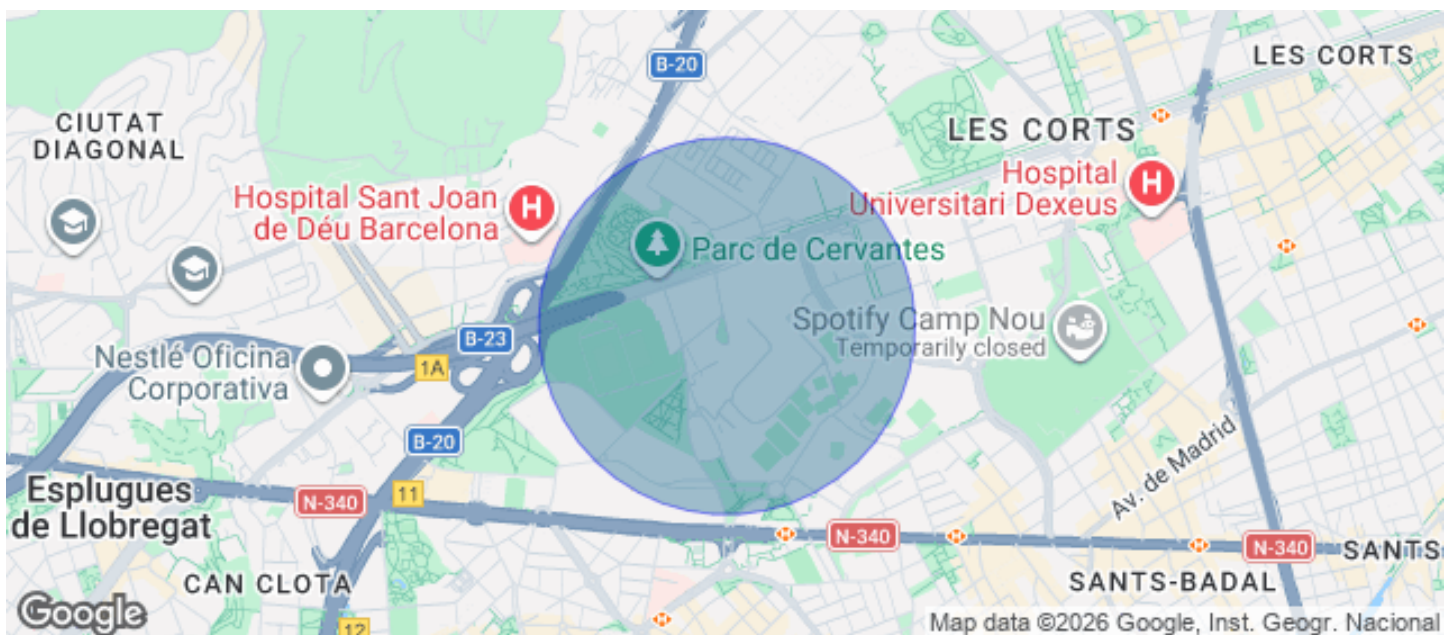 B-20
LES CORTS
CIUTAT
DIAGONAL
LES CORTS
Hospital
Universitari Dexeus
H
Hospital Sant Joan
de Déu Barcelona
H
Parc de Cervantes
Spotify Camp Nou
Temporarily closed
B-23
1A
Nestlé Oficina
Corporativa
B-20
Av. de Madrid
Esplugues
de Llobregat
N-340
11
N-340
N-340
SANTS
CAN CLOTA
SANTS-BADAL
Google
12
Map data ©2026 Google, Inst. Geogr. Nacional